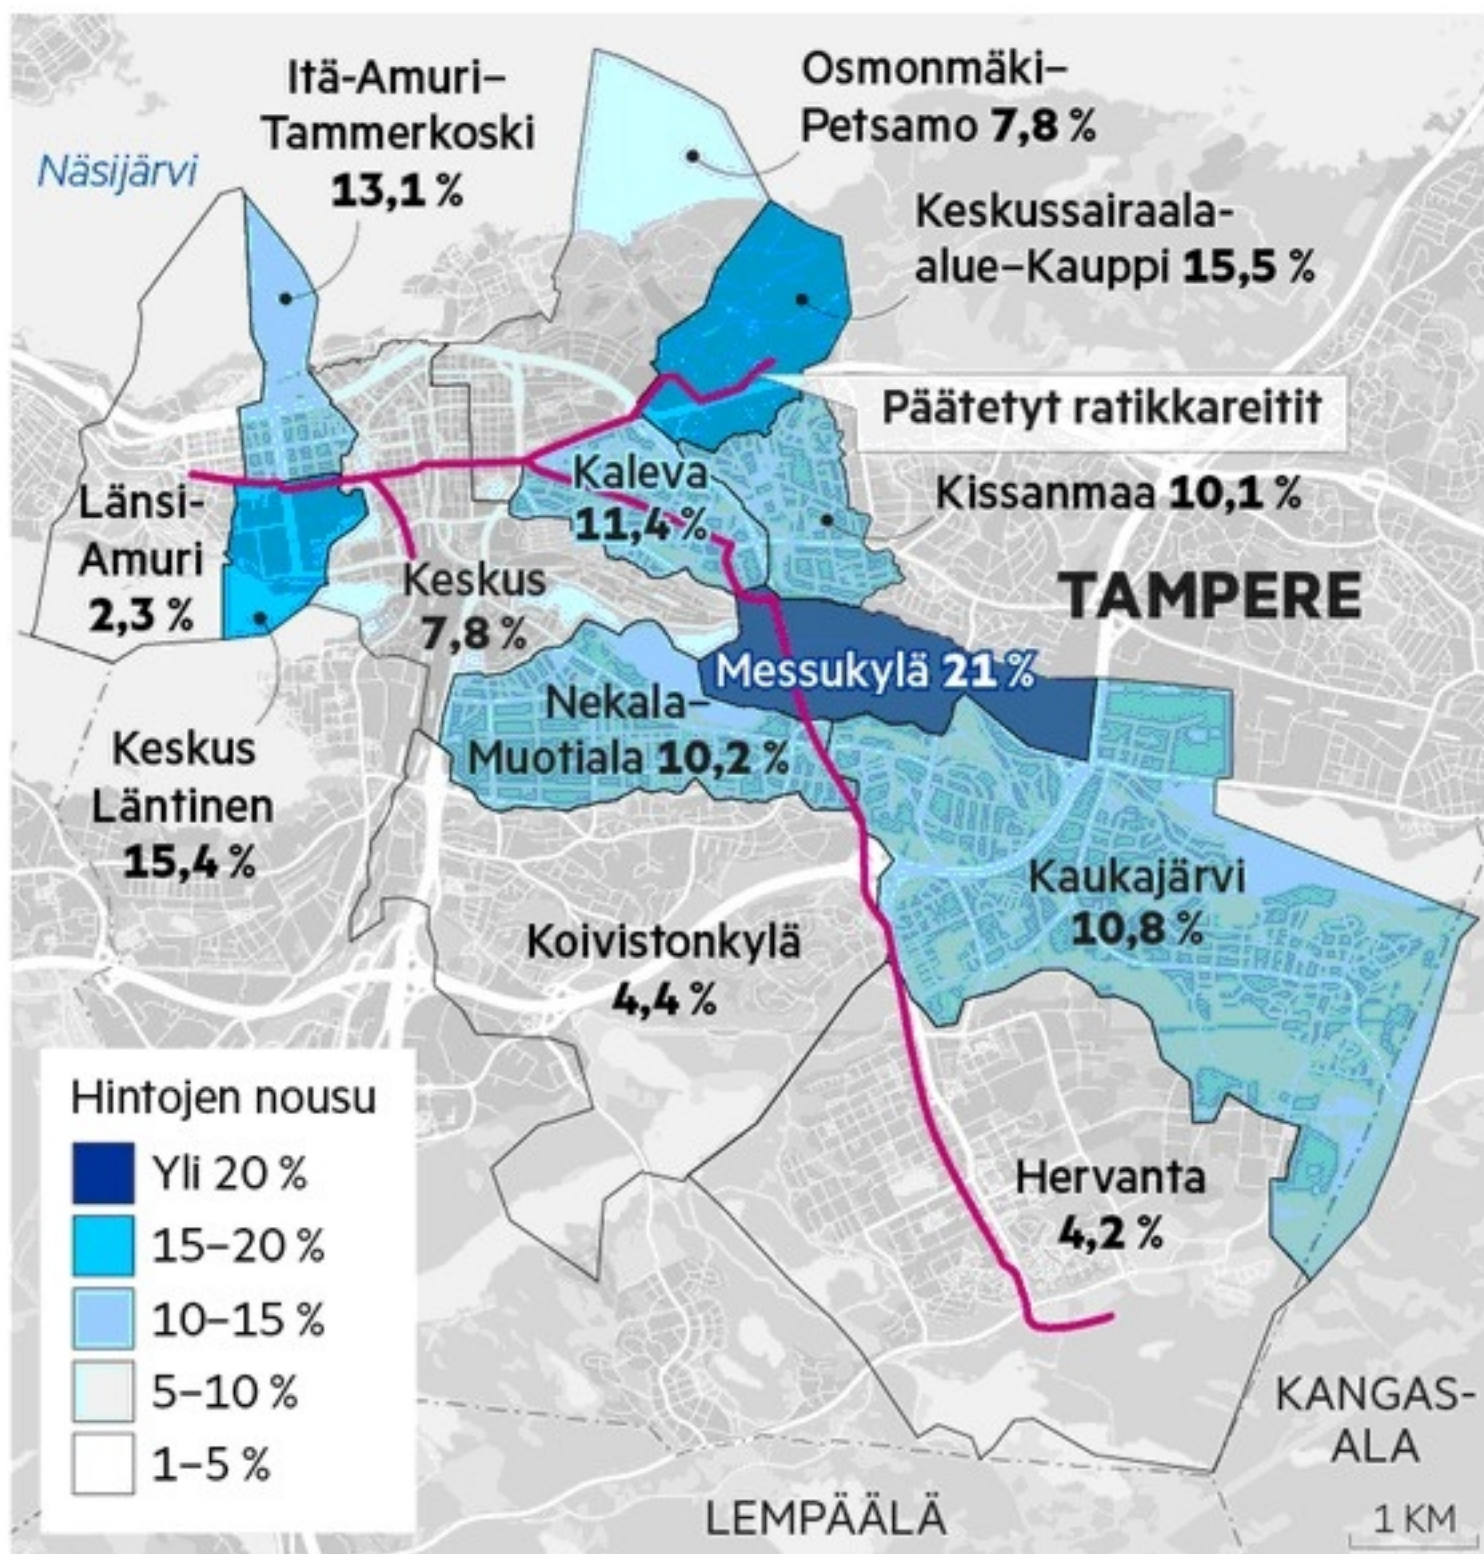 Itä-Amuri–
Tammerkoski
13,1 %
Osmonmäki–
Petsamo 7,8 %
Näsijärvi
Keskussairaala-
alue–Kauppi 15,5 %
Päätetyt ratikkareitit
Kaleva
11,4 %
Kissanmaa 10,1 %
Länsi-
Amuri
2,3 %
Keskus
7,8 %
TAMPERE
Messukylä 21 %
Nekala–
Muotiala 10,2 %
Keskus
Läntinen
15,4 %
Kaukajärvi
10,8 %
Koivistonkylä
4,4 %
Hervanta
4,2 %
Hintojen nousu
Yli 20 %
15–20 %
10–15 %
5–10 %
1–5 %
KANGAS-
ALA
LEMPÄÄLÄ
1 KM